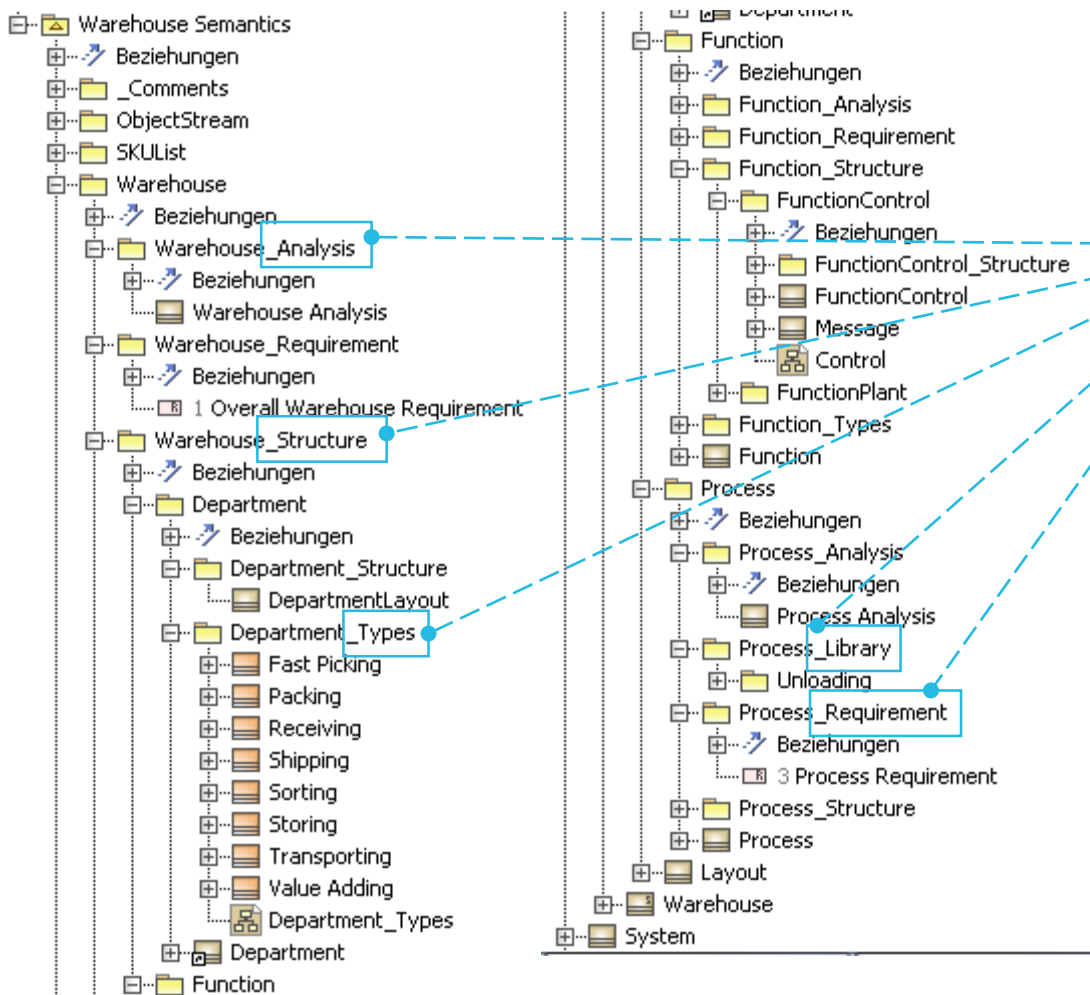 Warehouse Semantics
Beziehungen
_Comments
ObjectStream
SKUList
Warehouse
Beziehungen
Warehouse_Analysis
Beziehungen
Warehouse Analysis
Warehouse_Requirement
Beziehungen
1 Overall Warehouse Requirement
Warehouse_Structure
Beziehungen
Department
Beziehungen
Department_Structure
DepartmentLayout
Department_Types
Fast Picking
Packing
Receiving
Shipping
Sorting
Storing
Transporting
Value Adding
Department_Types
Department
Function
Department
Function
Beziehungen
Function_Analysis
Function_Requirement
Function_Structure
FunctionControl
Beziehungen
FunctionControl_Structure
FunctionControl
Message
Control
FunctionPlant
Function_Types
Function
Process
Beziehungen
Process_Analysis
Beziehungen
Process Analysis
Process_Library
Unloading
Process_Requirement
Beziehungen
3 Process Requirement
Process_Structure
Process
Layout
Warehouse
System